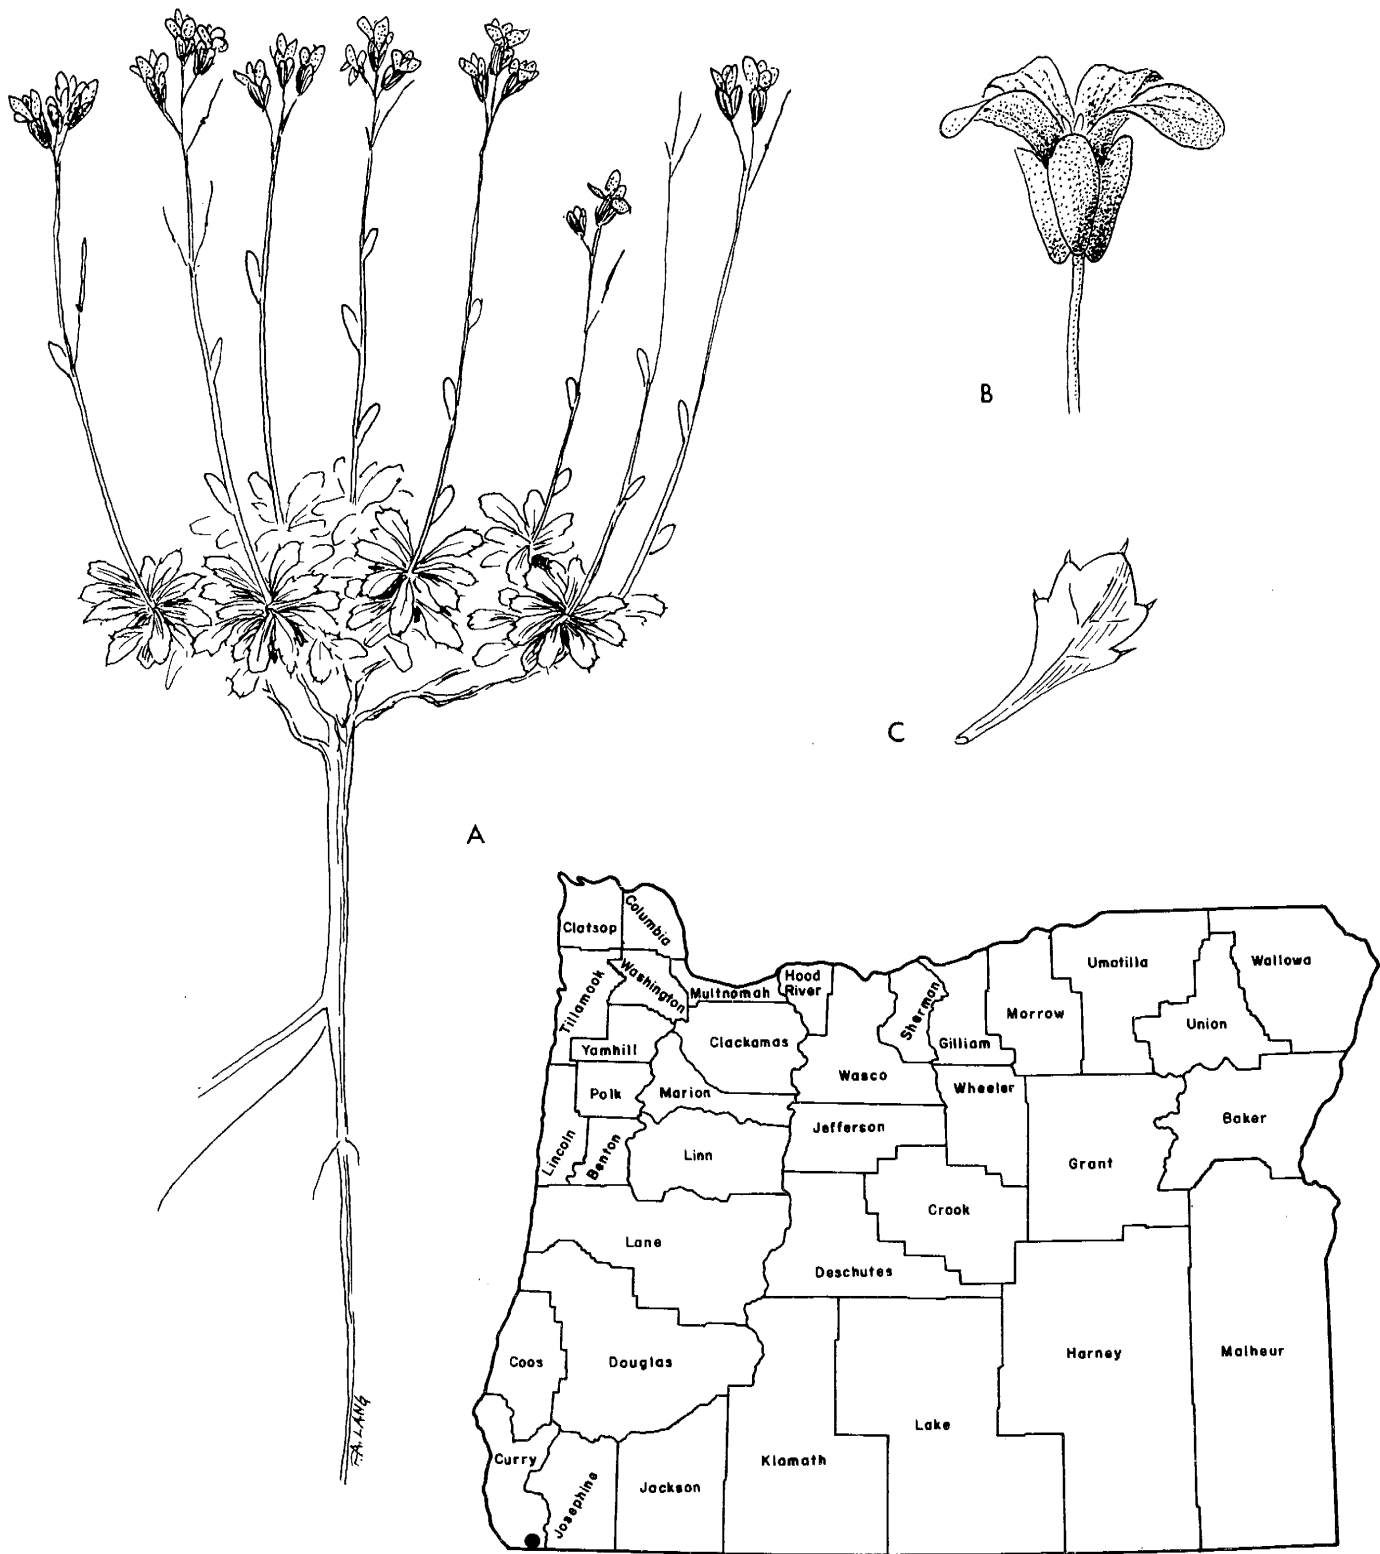 B
C
A
Clatsop
Columbia
Tillamook
Washington
Multnomah
Hood
River
Sherman
Gilliam
Morrow
Umatilla
Union
Wallowa
Yamhill
Clackamas
Wasco
Wheeler
Polk
Marion
Jefferson
Baker
Lincoln
Benton
Linn
Grant
Crook
Lane
Deschutes
Coos
Douglas
Harney
Malheur
Lake
Curry
Josephine
Jackson
Klamath
LANG